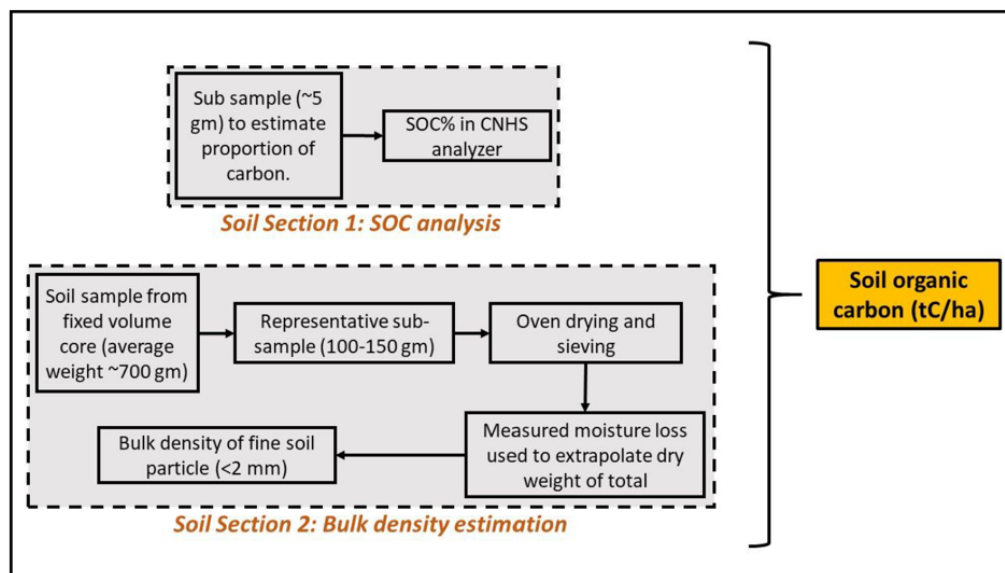 Sub sample (~5
gm) to estimate
proportion of
carbon.
SOC% in CNHS
analyzer
Soil Section 1: SOC analysis
Soil sample from
fixed volume
core (average
weight ~700 gm)
Representative sub-
sample (100-150 gm)
Oven drying and
sieving
Measured moisture loss
used to extrapolate dry
weight of total
Bulk density of fine soil
particle (<2 mm)
Soil Section 2: Bulk density estimation
Soil organic
carbon (tC/ha)